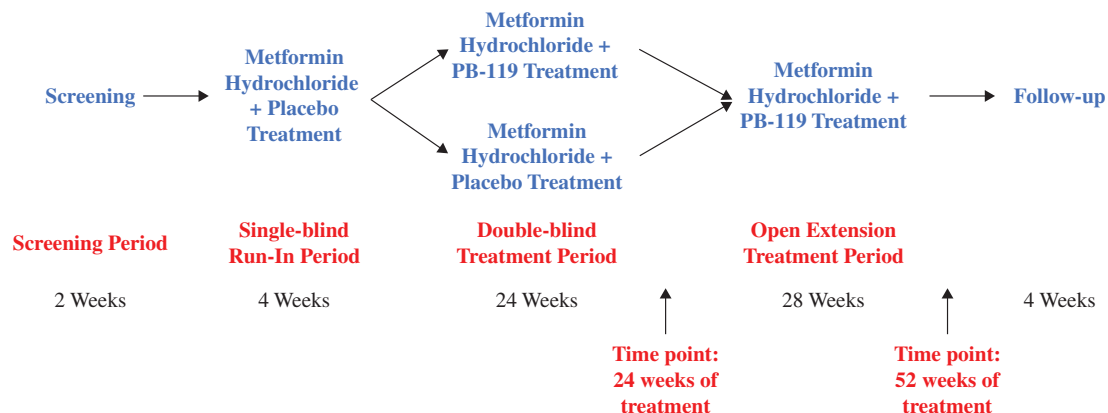 Screening
Metformin
Hydrochloride
+ Placebo
Treatment
Metformin
Hydrochloride +
PB-119 Treatment
Metformin
Hydrochloride +
Placebo Treatment
Metformin
Hydrochloride +
PB-119 Treatment
Follow-up
Screening Period
Single-blind
Run-In Period
Double-blind
Treatment Period
Open Extension
Treatment Period
2 Weeks
4 Weeks
24 Weeks
28 Weeks
4 Weeks
Time point:
24 weeks of
treatment
Time point:
52 weeks of
treatment